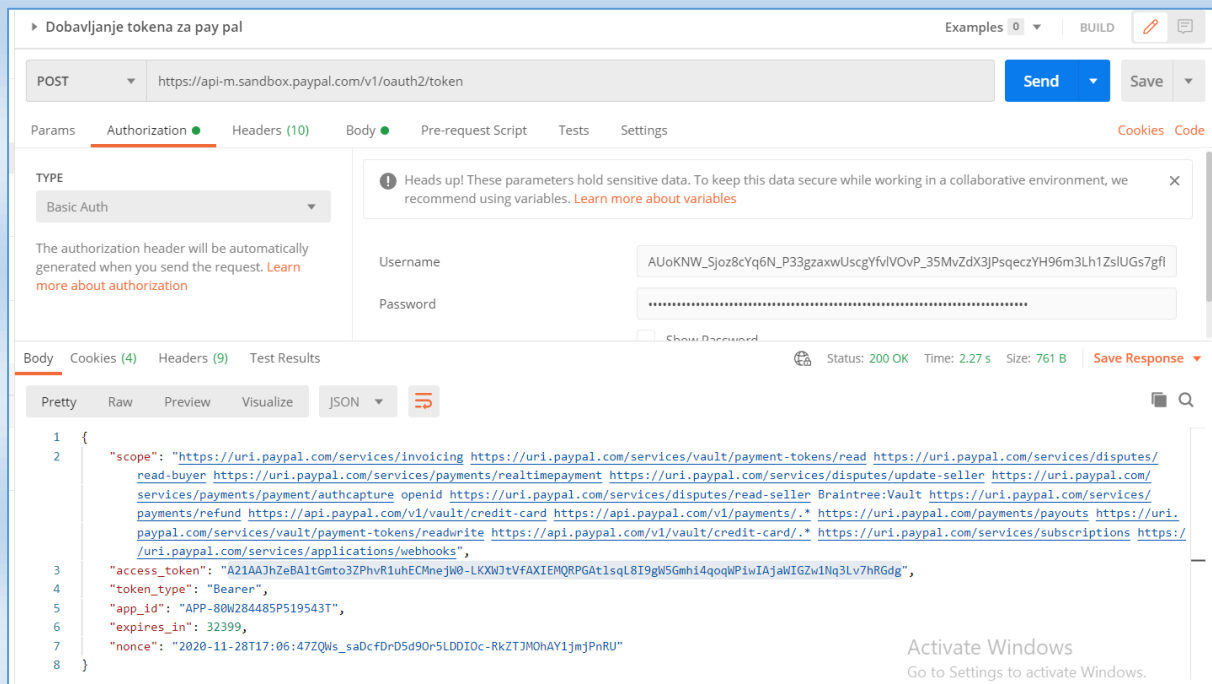 Dobavljanje tokena za pay pal
Examples 0 BUILD
POST https://api-m.sandbox.paypal.com/v1/oauth2/token Send Save
Params Authorization Headers (10) Body Pre-request Script Tests Settings Cookies Code
TYPE
Basic Auth
The authorization header will be automatically
generated when you send the request. Learn
more about authorization
Heads up! These parameters hold sensitive data. To keep this data secure while working in a collaborative environment, we
recommend using variables. Learn more about variables
Username AUoKNW_Sjoz8cYq6N_P33gzaxwUscgYfvlVOvP_35MvZdX3JPsqeczYH96m3Lh1ZslUGs7gfl
Password
Show Password
Body Cookies (4) Headers (9) Test Results Status: 200 OK Time: 2.27 s Size: 761 B Save Response
Pretty Raw Preview Visualize JSON
1 {
2 "scope": "https://uri.paypal.com/services/invoicing https://uri.paypal.com/services/vault/payment-tokens/read https://uri.paypal.com/services/disputes/
read-buyer https://uri.paypal.com/services/payments/realtimepayment https://uri.paypal.com/services/disputes/update-seller https://uri.paypal.com/
services/payments/payment/authcapture openid https://uri.paypal.com/services/disputes/read-seller Braintree:Vault https://uri.paypal.com/services/
payments/refund https://api.paypal.com/v1/vault/credit-card https://api.paypal.com/v1/payments/.* https://uri.paypal.com/payments/payouts https://uri.
paypal.com/services/vault/payment-tokens/readwrite https://api.paypal.com/v1/vault/credit-card/.* https://uri.paypal.com/services/subscriptions https:/
/uri.paypal.com/services/applications/webhooks",
3 "access_token": "A21AAJhZeBAltGmto3ZPhvR1uhECMnejW0-LKXWJtVfAXIEMQRPGAtlsqL8I9gW5Gmhi4qoqWPiwIAjaWIGZw1Nq3Lv7hRGdg",
4 "token_type": "Bearer",
5 "app_id": "APP-80W284485P519543T",
6 "expires_in": 32399,
7 "nonce": "2020-11-28T17:06:47ZQWs_saDcfDrD5d9Or5LDDIOc-RkZTJMOhAY1jmjPnRU"
8 }
Activate Windows
Go to Settings to activate Windows.